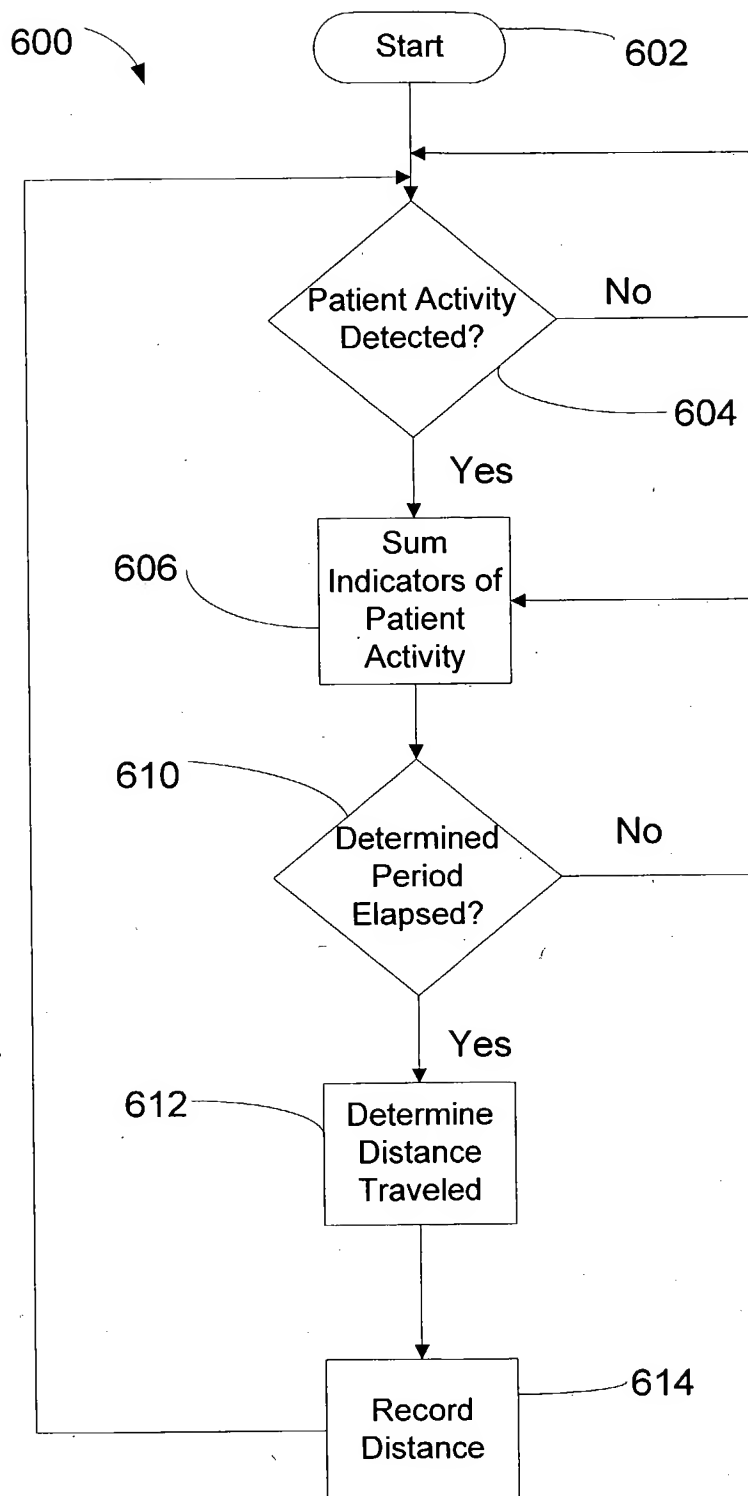 600
Start
602
Patient Activity
Detected?
No
604
Yes
Sum
Indicators of
Patient
Activity
606
610
Determined
Period
Elapsed?
No
Yes
612
Determine
Distance
Traveled
614
Record
Distance